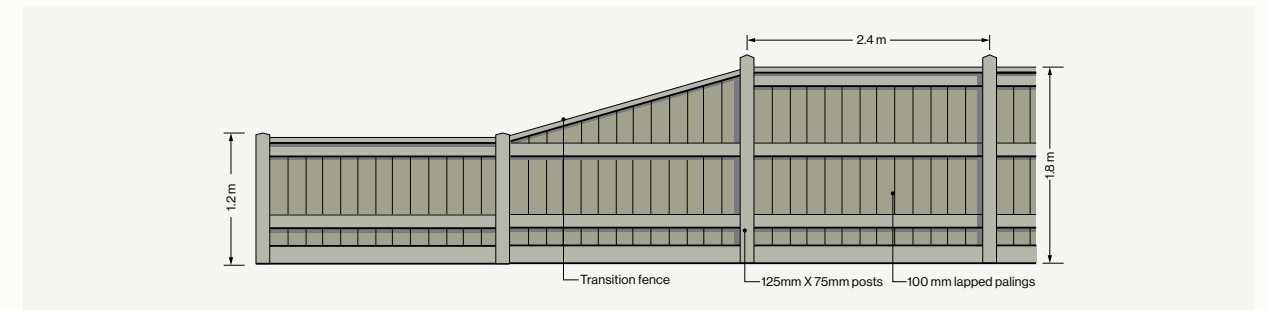 2.4 m
1.2 m
1.8 m
Transition fence
125mm X 75mm posts
100 mm lapped palings